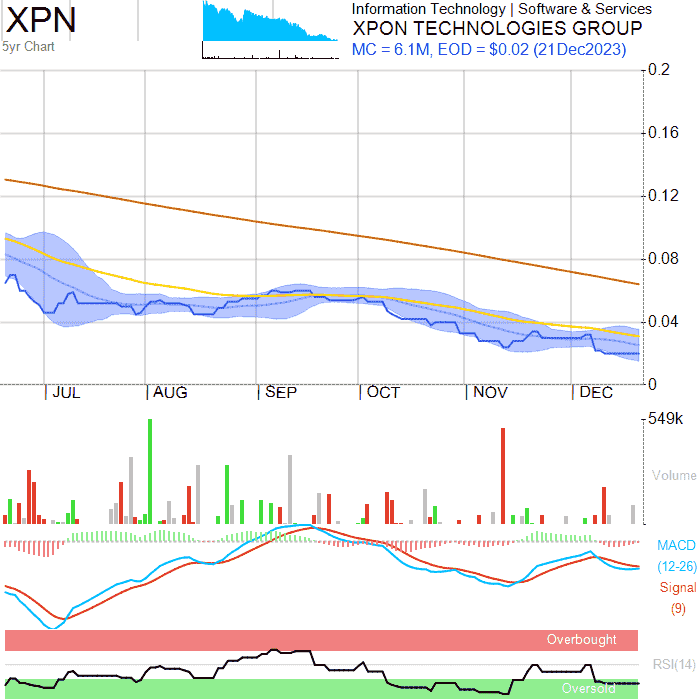 XPN
5yr Chart
Information Technology | Software & Services
XPON TECHNOLOGIES GROUP
MC = 6.1M, EOD = $0.02 (21Dec2023)
0.2
0.16
0.12
0.08
0.04
0
JUL AUG SEP OCT NOV DEC
549k
Volume
MACD
(12-26)
Signal
(9)
Overbought
RSI(14)
Oversold